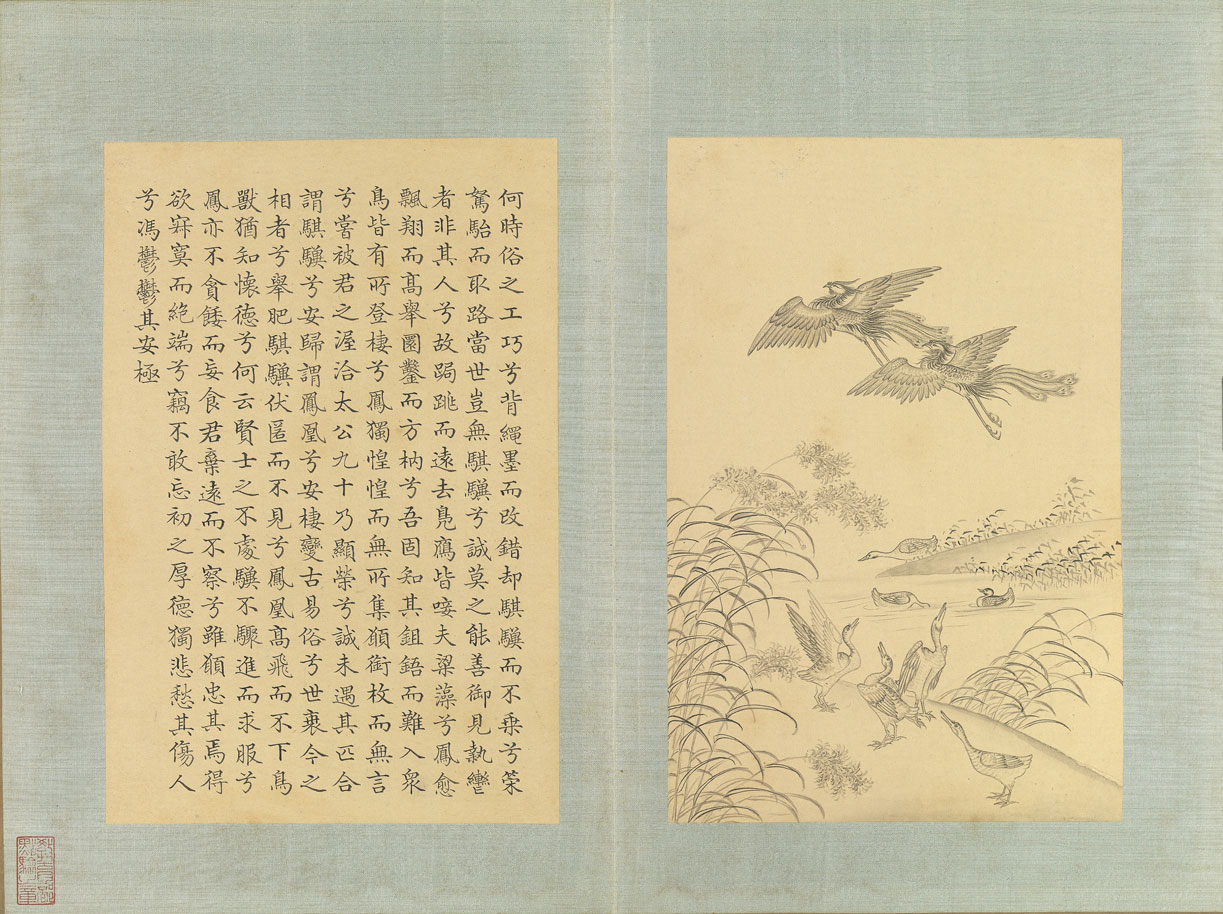 何時俗之工巧兮背繩墨而改錯却騏驥而不乗兮策
駑駘而取路當世豈無騏驥兮誠莫之能善御見執轡
者非其人兮故跼跳而遠去鳧鴈皆唼夫梁藻兮鳳愈
飄翔而高舉圜鑿而方枘兮吾固知其鉏鋙而難入衆
鳥皆有所登棲兮鳳獨惶惶而無所集願銜枚而無言
兮嘗被君之渥洽太公九十乃顯榮兮誠未遇其匹合
謂騏驥兮安歸謂鳳凰兮安棲變古易俗兮世衰今之
相者兮舉肥騏驥伏匿而不見兮鳳凰高飛而不下鳥
獸猶知懷德兮何云賢士之不處驥不驟進而求服兮
鳳亦不貪餧而妄食君棄遠而不察兮雖願忠其焉得
欲寂寞而絕端兮竊不敢忘初之厚德獨悲愁其傷人
兮馮鬱鬱其安極